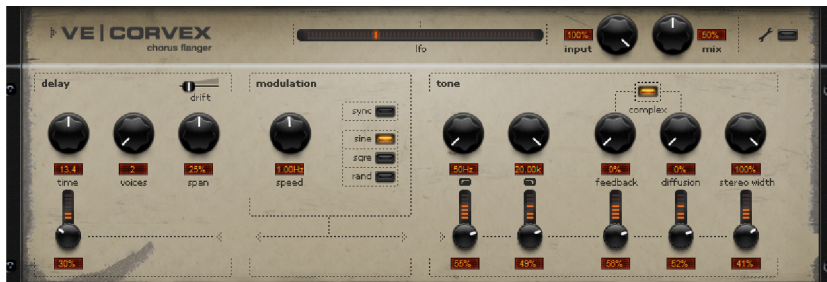 VE | CORVEX
chorus flanger
lfo
100%
input
50%
mix
delay
drift
modulation
tone
complex
sync
sine
sqre
rand
13.4
time
2
voices
25%
span
1.00Hz
speed
50Hz
20.00k
0%
feedback
0%
diffusion
100%
stereo width
30%
55%
49%
56%
52%
41%